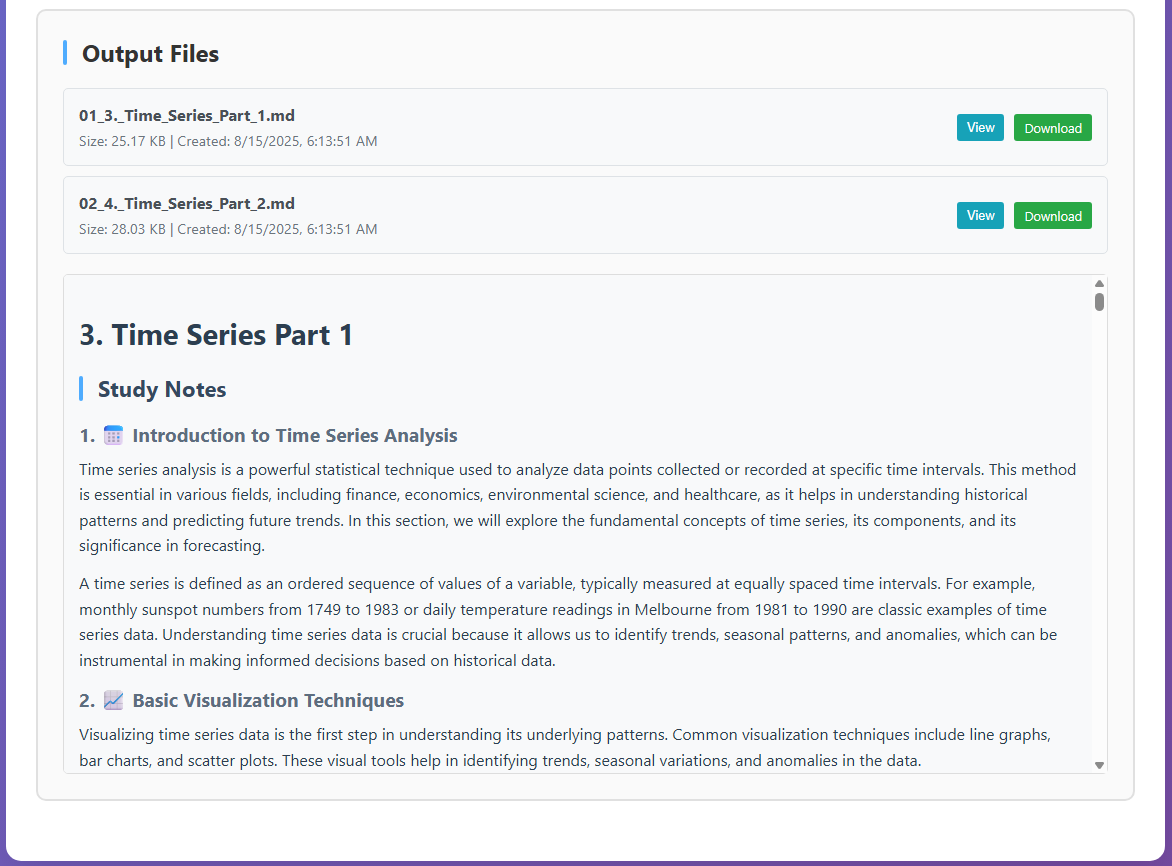 Output Files
01_3._Time_Series_Part_1.md
Size: 25.17 KB | Created: 8/15/2025, 6:13:51 AM
View
Download
02_4._Time_Series_Part_2.md
Size: 28.03 KB | Created: 8/15/2025, 6:13:51 AM
View
Download
3. Time Series Part 1
Study Notes
1. Introduction to Time Series Analysis
Time series analysis is a powerful statistical technique used to analyze data points collected or recorded at specific time intervals. This method
is essential in various fields, including finance, economics, environmental science, and healthcare, as it helps in understanding historical
patterns and predicting future trends. In this section, we will explore the fundamental concepts of time series, its components, and its
significance in forecasting.
A time series is defined as an ordered sequence of values of a variable, typically measured at equally spaced time intervals. For example,
monthly sunspot numbers from 1749 to 1983 or daily temperature readings in Melbourne from 1981 to 1990 are classic examples of time
series data. Understanding time series data is crucial because it allows us to identify trends, seasonal patterns, and anomalies, which can be
instrumental in making informed decisions based on historical data.
2. Basic Visualization Techniques
Visualizing time series data is the first step in understanding its underlying patterns. Common visualization techniques include line graphs,
bar charts, and scatter plots. These visual tools help in identifying trends, seasonal variations, and anomalies in the data.